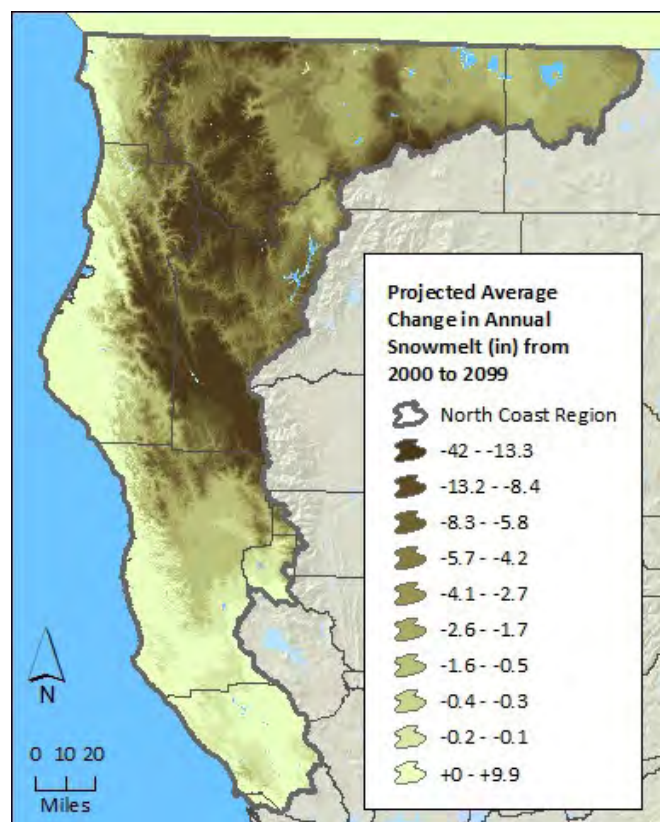 Projected Average
Change in Annual
Snowmelt (in) from
2000 to 2099
North Coast Region
-42 - -13.3
-13.2 - -8.4
-8.3 - -5.8
-5.7 - -4.2
-4.1 - -2.7
-2.6 - -1.7
-1.6 - -0.5
-0.4 - -0.3
-0.2 - -0.1
+0 - +9.9
N
0 10 20
Miles